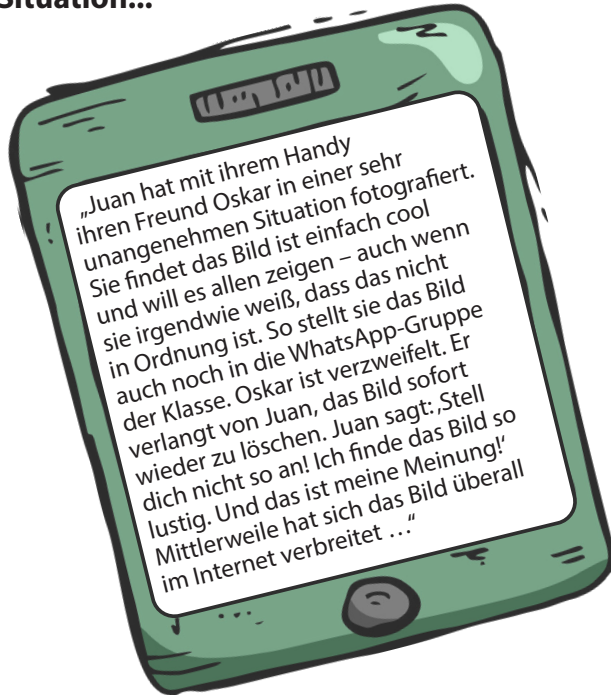 Situation...
„Juan hat mit ihrem Handy
ihren Freund Oskar in einer sehr
unangenehmen Situation fotografiert.
Sie findet das Bild ist einfach cool
und will es allen zeigen – auch wenn
sie irgendwie weiß, dass das nicht
in Ordnung ist. So stellt sie das Bild
auch noch in die WhatsApp-Gruppe
der Klasse. Oskar ist verzweifelt. Er
verlangt von Juan, das Bild sofort
wieder zu löschen. Juan sagt: ‚Stell
dich nicht so an! Ich finde das Bild so
lustig. Und das ist meine Meinung!‘
Mittlerweile hat sich das Bild überall
im Internet verbreitet …“